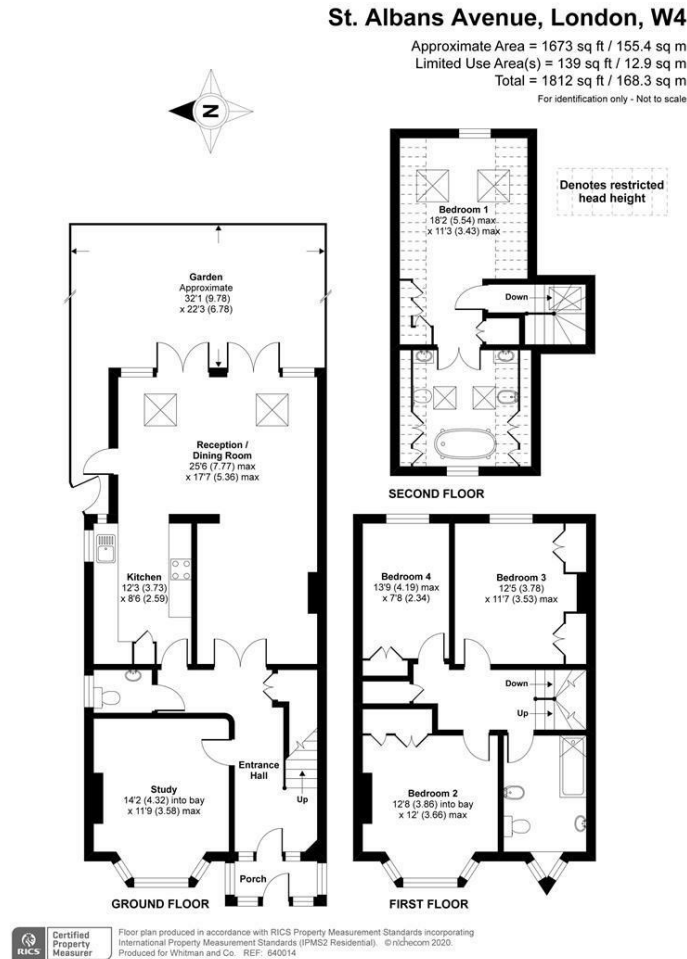 St. Albans Avenue, London, W4
Approximate Area = 1673 sq ft / 155.4 sq m
Limited Use Area(s) = 139 sq ft / 12.9 sq m
Total = 1812 sq ft / 168.3 sq m
For identification only - Not to scale
N
Denotes restricted
head height
Bedroom 1
18'2 (5.54) max
x 11'3 (3.43) max
Down
SECOND FLOOR
Garden
Approximate
32'1 (9.78)
x 22'3 (6.78)
Reception /
Dining Room
25'6 (7.77) max
x 17'7 (5.36) max
Kitchen
12'3 (3.73)
x 8'6 (2.59)
Study
14'2 (4.32) into bay
x 11'9 (3.58) max
Entrance
Hall
Up
Porch
GROUND FLOOR
Bedroom 4
13'9 (4.19) max
x 7'8 (2.34)
Bedroom 3
12'5 (3.78)
x 11'7 (3.53) max
Down
Up
Bedroom 2
12'8 (3.86) into bay
x 12' (3.66) max
FIRST FLOOR
RICS
Certified
Property
Measurer
Floor plan produced in accordance with RICS Property Measurement Standards incorporating
International Property Measurement Standards (IPMS2 Residential). © nichecom 2020.
Produced for Whitman and Co. REF: 640014